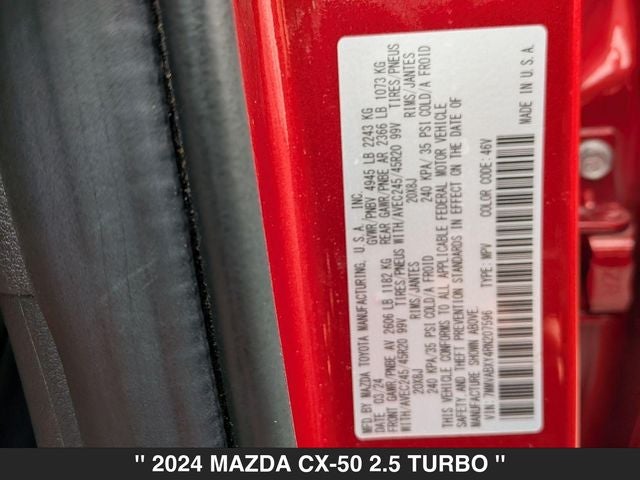 MFD BY MAZDA TOYOTA MANUFACTURING, U.S.A., INC.
DATE 03/24 GVWR/PNBV 4945 LB 2243 KG
FRONT GAWR/PNBE AV 2606 LB 1182 KG REAR GAWR/PNBE AR 2366 LB 1073 KG
WITH/AVEC245/45R20 99V TIRES/PNEUS WITH/AVEC245/45R20 99V TIRES/PNEUS
20X8J RIMS/JANTES 20X8J RIMS/JANTES
240 KPA/35 PSI COLD/A FROID 240 KPA/ 35 PSI COLD/A FROID
THIS VEHICLE CONFORMS TO ALL APPLICABLE FEDERAL MOTOR VEHICLE
SAFETY AND THEFT PREVENTION STANDARDS IN EFFECT ON THE DATE OF
MANUFACTURE SHOWN ABOVE.
VIN: 7MMVABXY4RN207596 TYPE: MPV COLOR CODE: 46V
MADE IN U.S.A.
" 2024 MAZDA CX-50 2.5 TURBO "